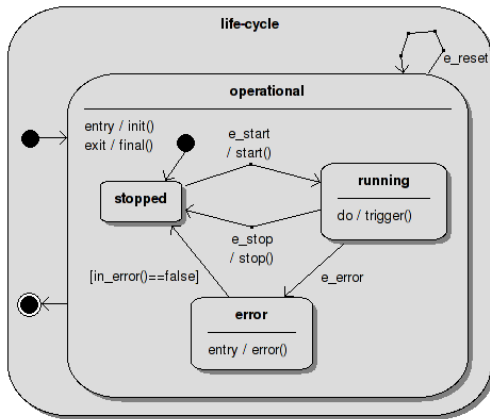 life-cycle
e_reset
operational
entry / init()
exit / final()
e_start
/ start()
stopped
running
do / trigger()
e_stop
/ stop()
[in_error()==false]
e_error
error
entry / error()